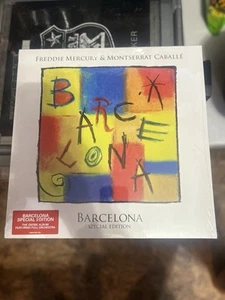 FREDDIE MERCURY & MONTSERRAT CABALLÉ
BARCELONA
BARCELONA
SPECIAL EDITION
BARCELONA
SPECIAL EDITION